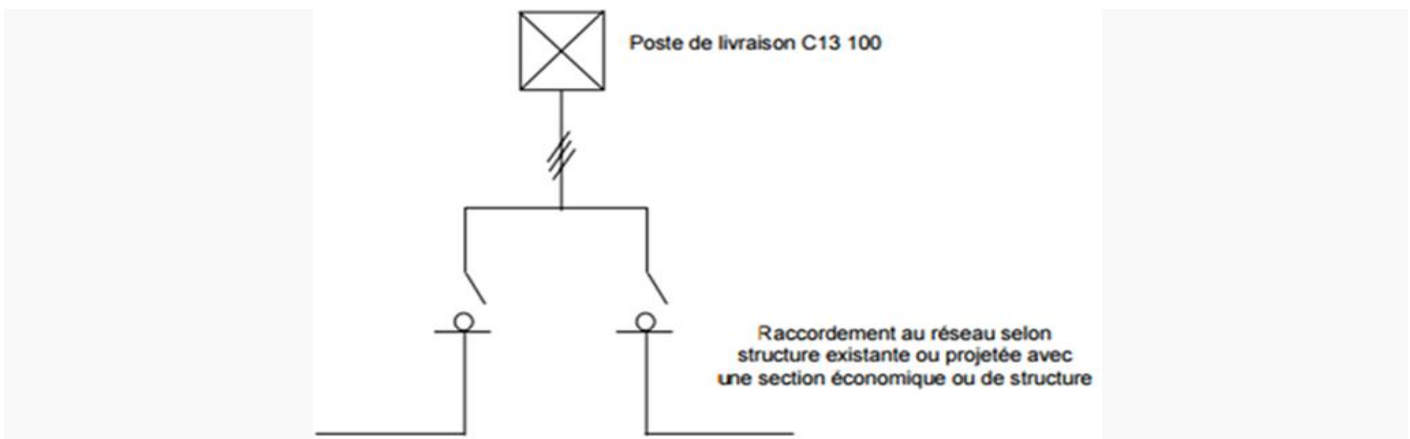 Poste de livraison C13 100
Raccordement au réseau selon
structure existante ou projetée avec
une section économique ou de structure